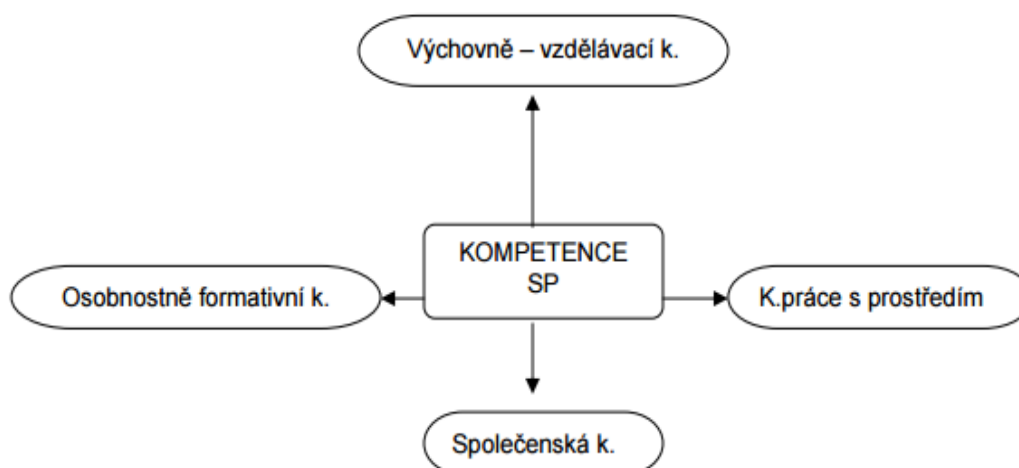 Výchovně – vzdělávací k.
KOMPETENCE
SP
Osobnostně formativní k.
K.práce s prostředím
Společenská k.